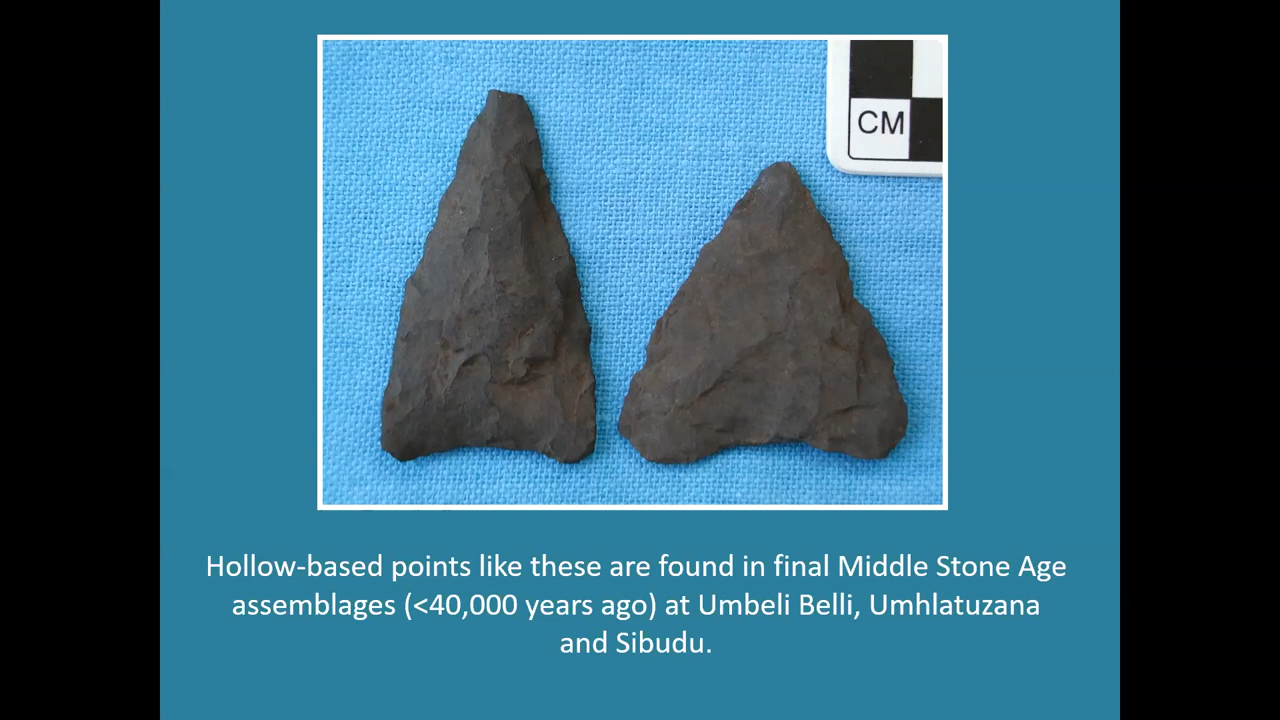 CM
Hollow-based points like these are found in final Middle Stone Age
assemblages (<40,000 years ago) at Umbeli Belli, Umhlatuzana
and Sibudu.